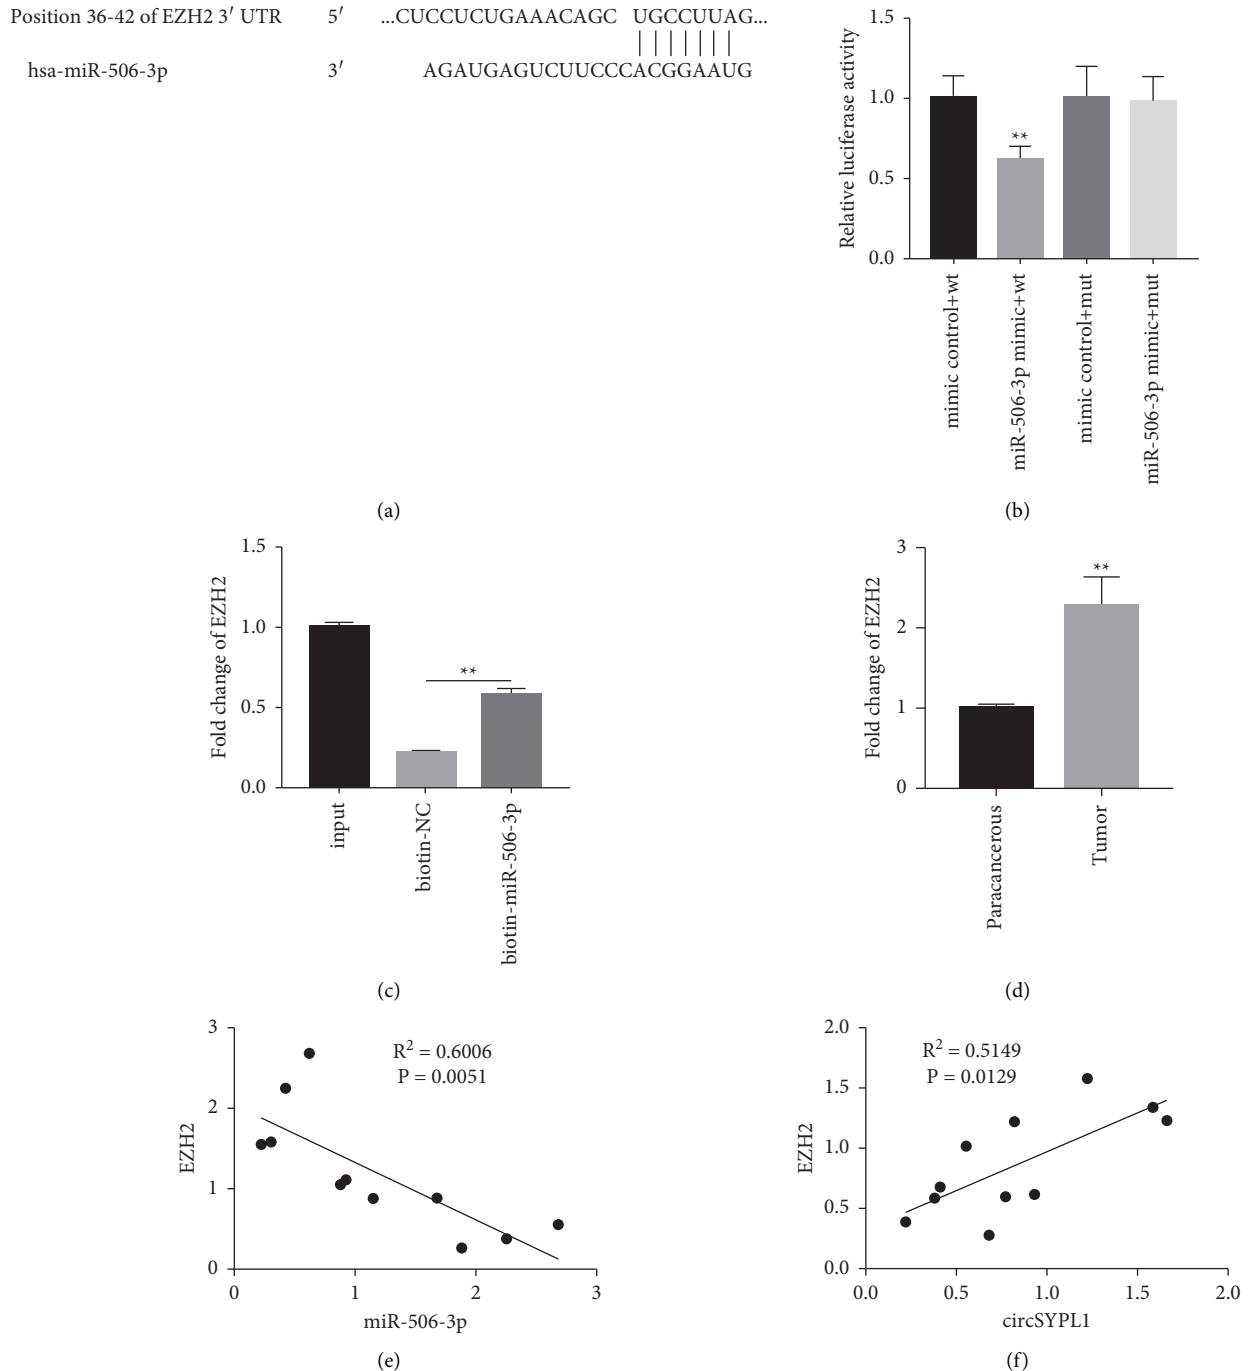 Position 36-42 of EZH2 3′ UTR 5′ ...CUCCUCUGAAACAGC UGCCUUAG...
hsa-miR-506-3p 3′ AGAUGAGUCUUCCCACGGAAUG
(a)
Relative luciferase activity
1.5
1.0
0.5
0.0
**
mimic control+wt
miR-506-3p mimic+wt
mimic control+mut
miR-506-3p mimic+mut
(b)
Fold change of EZH2
1.5
1.0
0.5
0.0
**
input
biotin-NC
biotin-miR-506-3p
(c)
Fold change of EZH2
3
2
1
0
**
Paracancerous
Tumor
(d)
EZH2
3
2
1
0
R² = 0.6006
P = 0.0051
0 1 2 3
miR-506-3p
(e)
EZH2
2.0
1.5
1.0
0.5
0.0
R² = 0.5149
P = 0.0129
0.0 0.5 1.0 1.5 2.0
circSYPL1
(f)